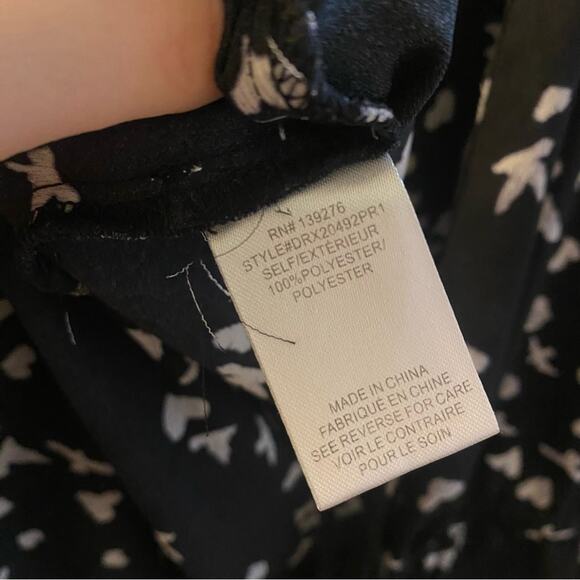 RN# 139276
STYLE#DRX20492PR1
SELF/EXTÉRIEUR
100%POLYESTER/
POLYESTER
MADE IN CHINA
FABRIQUÉ EN CHINE
SEE REVERSE FOR CARE
VOIR LE CONTRAIRE
POUR LE SOIN